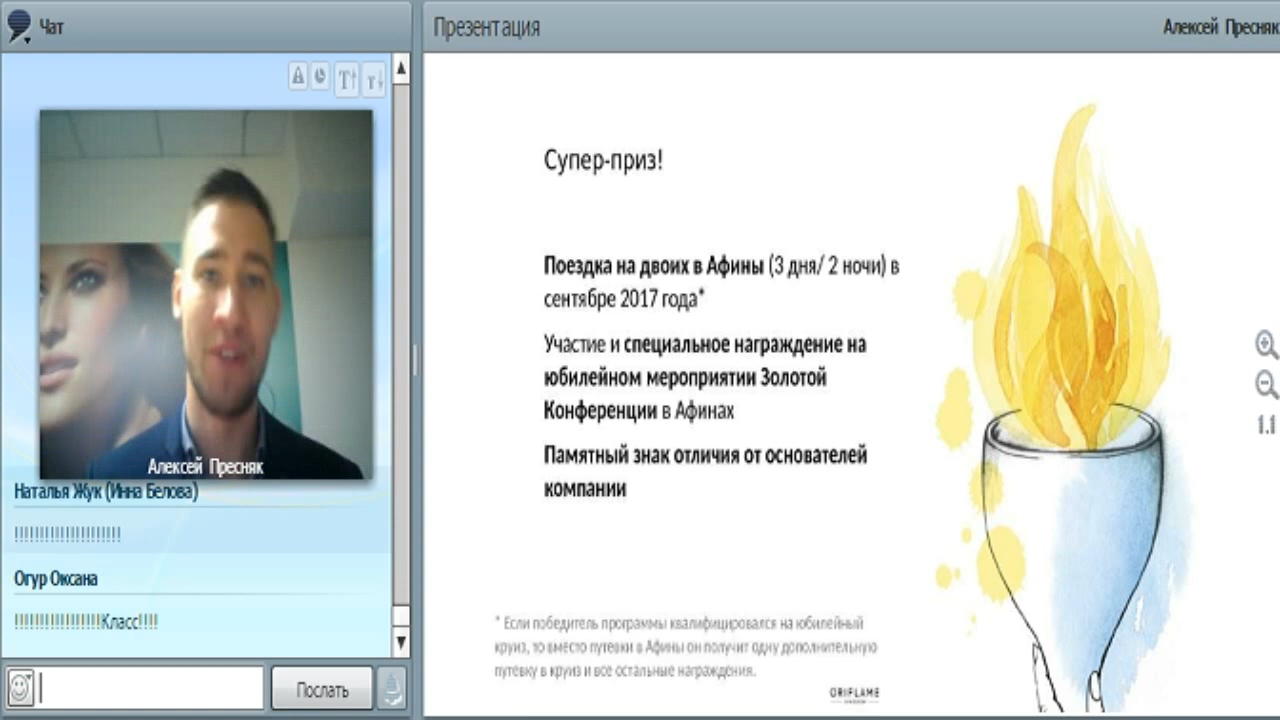 Чат
Алексей Пресняк
Наталья Жук (Инна Белова)
!!!!!!!!!!!!!!!!!!!!!
Огур Оксана
!!!!!!!!!!!!!!!!!Класс!!!!
Послать
Презентация
Алексей Пресняк
Супер-приз!
Поездка на двоих в Афины (3 дня/ 2 ночи) в
сентябре 2017 года*
Участие и специальное награждение на
юбилейном мероприятии Золотой
Конференции в Афинах
Памятный знак отличия от основателей
компании
* Если победитель программы квалифицировался на юбилейный
круиз, то вместо путевки в Афины он получит одну дополнительную
путевку в круиз и все остальные награждения.
ORIFLAME
1.1